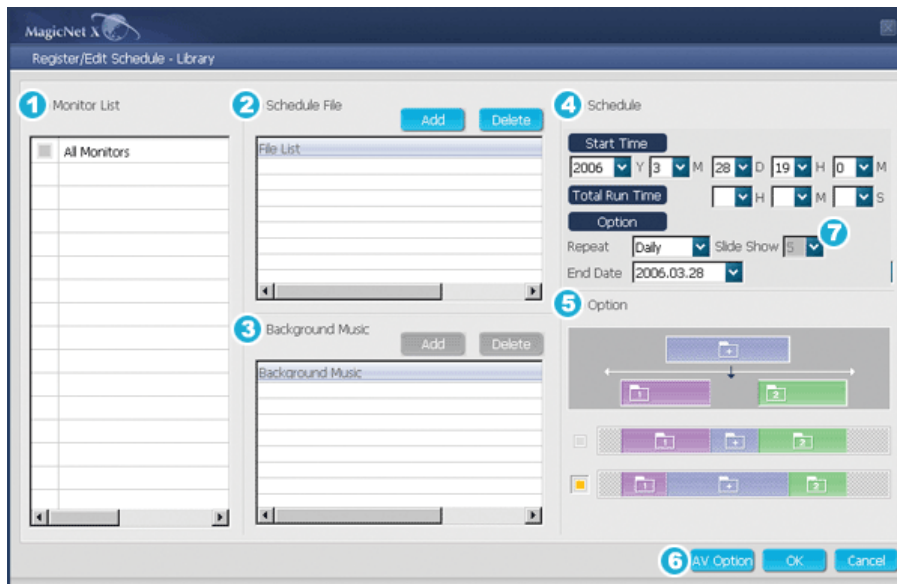 MagicNet X
Register/Edit Schedule - Library
1 Monitor List
All Monitors
2 Schedule File
Add Delete
File List
3 Background Music
Add Delete
Background Music
4 Schedule
Start Time
2006 Y 3 M 28 D 19 H 0 M
Total Run Time H M S
Option
7
Repeat Daily Slide Show 5
End Date 2006.03.28
5 Option
1 2
1 2
1 2
6 AV Option OK Cancel